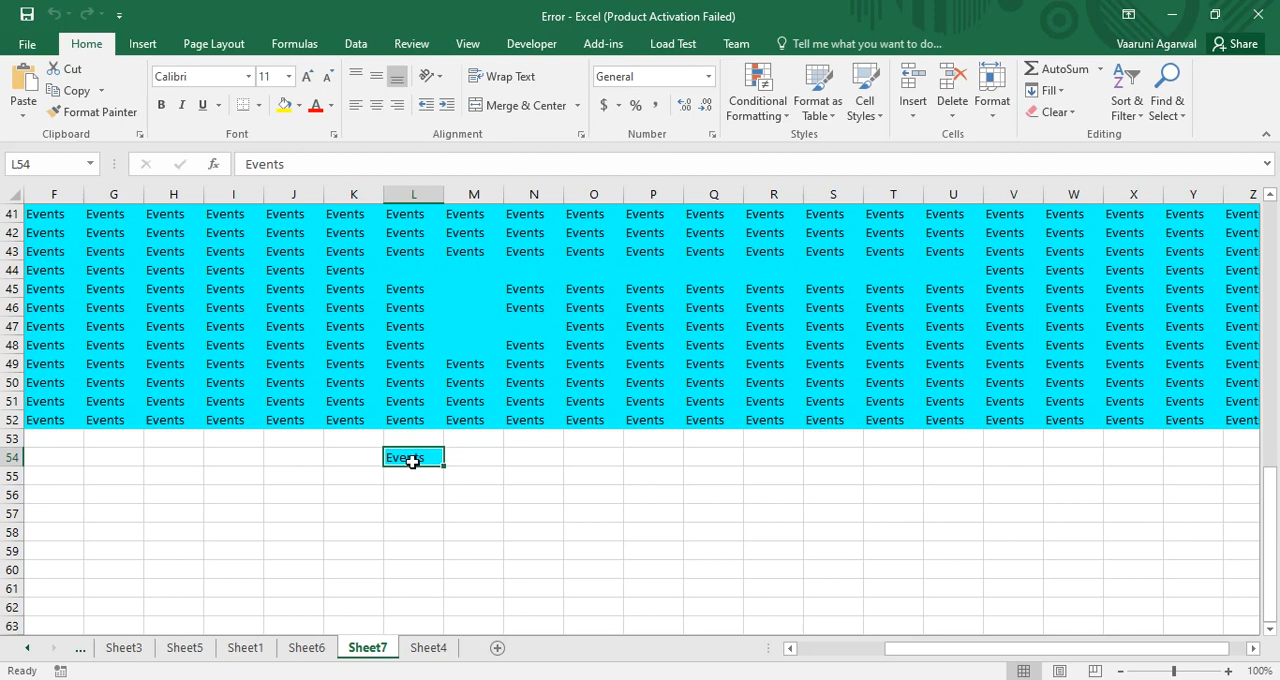 Error - Excel (Product Activation Failed)
File Home Insert Page Layout Formulas Data Review View Developer Add-ins Load Test Team Tell me what you want to do... Vaaruni Agarwal Share
Paste Cut Copy Format Painter Clipboard
Calibri 11 B I U A Font
Wrap Text Merge & Center Alignment
General $ % , Number
Conditional Formatting Format as Table Cell Styles Styles
Insert Delete Format Cells
AutoSum Fill Clear Sort & Filter Find & Select Editing
L54 fx Events
F G H I J K L M N O P Q R S T U V W X Y Z
41 Events Events Events Events Events Events Events Events Events Events Events Events Events Events Events Events Events Events Events Events Event
42 Events Events Events Events Events Events Events Events Events Events Events Events Events Events Events Events Events Events Events Events Event
43 Events Events Events Events Events Events Events Events Events Events Events Events Events Events Events Events Events Events Events Events Event
44 Events Events Events Events Events Events Events Events Events Events Event
45 Events Events Events Events Events Events Events Events Events Events Events Events Events Events Events Events Events Events Events Event
46 Events Events Events Events Events Events Events Events Events Events Events Events Events Events Events Events Events Events Events Event
47 Events Events Events Events Events Events Events Events Events Events Events Events Events Events Events Events Events Events Event
48 Events Events Events Events Events Events Events Events Events Events Events Events Events Events Events Events Events Events Events Event
49 Events Events Events Events Events Events Events Events Events Events Events Events Events Events Events Events Events Events Events Events Event
50 Events Events Events Events Events Events Events Events Events Events Events Events Events Events Events Events Events Events Events Events Event
51 Events Events Events Events Events Events Events Events Events Events Events Events Events Events Events Events Events Events Events Events Event
52 Events Events Events Events Events Events Events Events Events Events Events Events Events Events Events Events Events Events Events Events Event
53
54 Events
55
56
57
58
59
60
61
62
63
... Sheet3 Sheet5 Sheet1 Sheet6 Sheet7 Sheet4
Ready 100%